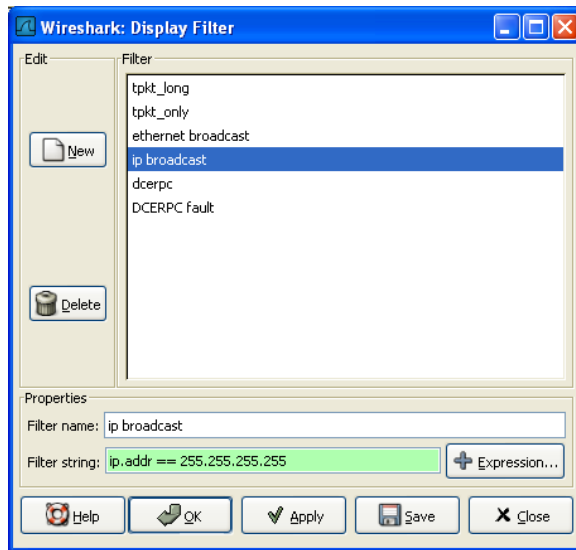 Wireshark: Display Filter
Edit
Filter
New
Delete
tpkt_long
tpkt_only
ethernet broadcast
ip broadcast
dcerpc
DCERPC fault
Properties
Filter name: ip broadcast
Filter string: ip.addr == 255.255.255.255 Expression...
Help OK Apply Save Close